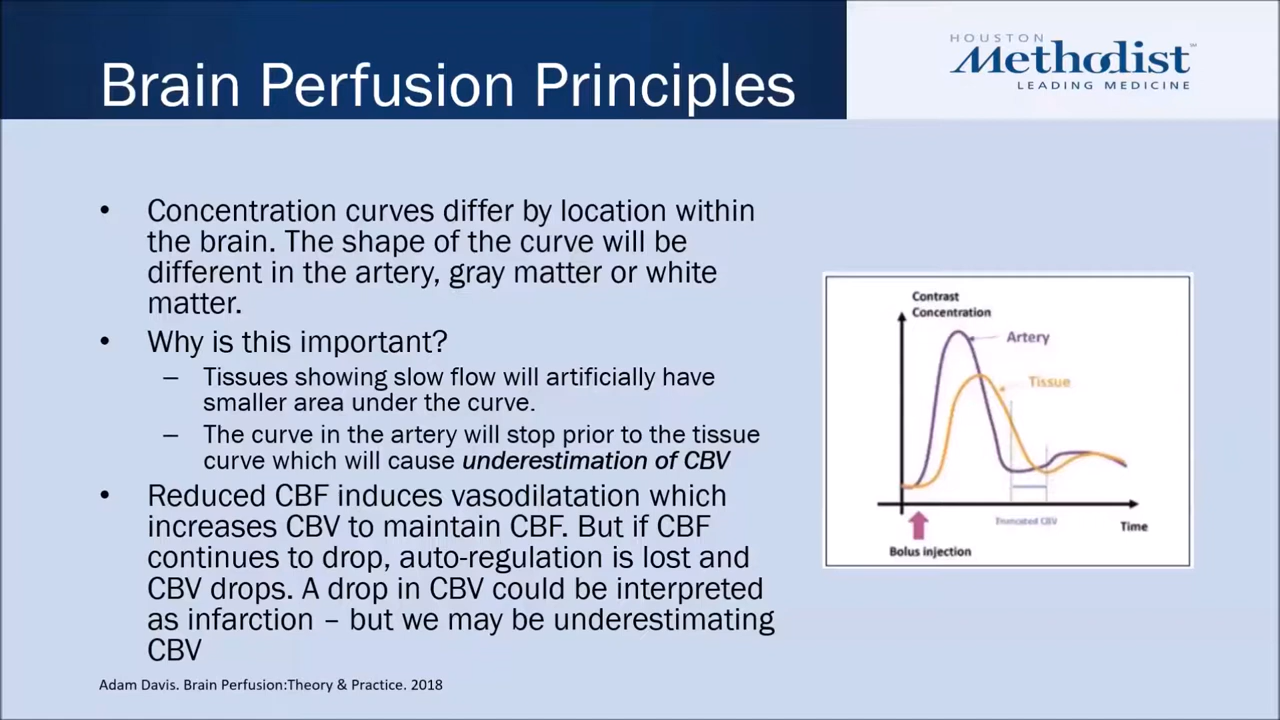 Brain Perfusion Principles
HOUSTON
Methodist
LEADING MEDICINE
• Concentration curves differ by location within
the brain. The shape of the curve will be
different in the artery, gray matter or white
matter.
• Why is this important?
– Tissues showing slow flow will artificially have
smaller area under the curve.
– The curve in the artery will stop prior to the tissue
curve which will cause underestimation of CBV
• Reduced CBF induces vasodilatation which
increases CBV to maintain CBF. But if CBF
continues to drop, auto-regulation is lost and
CBV drops. A drop in CBV could be interpreted
as infarction – but we may be underestimating
CBV
Contrast
Concentration
Artery
Tissue
Truncated CBV
Time
Bolus injection
Adam Davis. Brain Perfusion:Theory & Practice. 2018